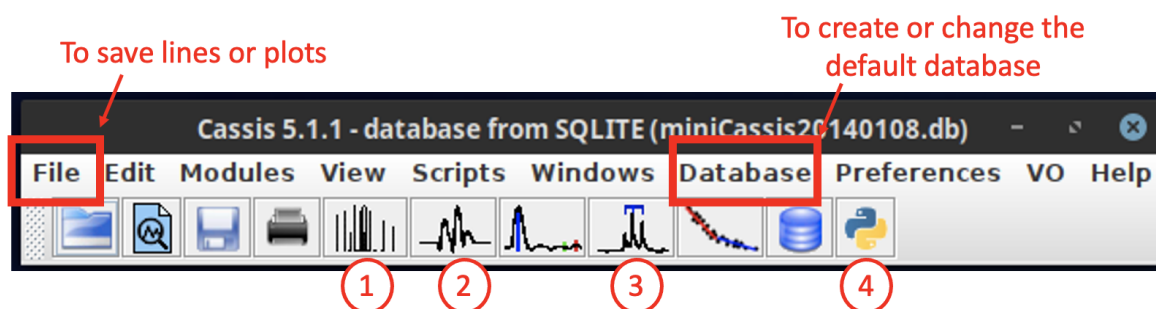 To create or change the
default database
To save lines or plots
Cassis 5.1.1 - database from SQLITE (miniCassis20140108.db)
File Edit Modules View Scripts Windows Database Preferences VO Help
1 2 3 4